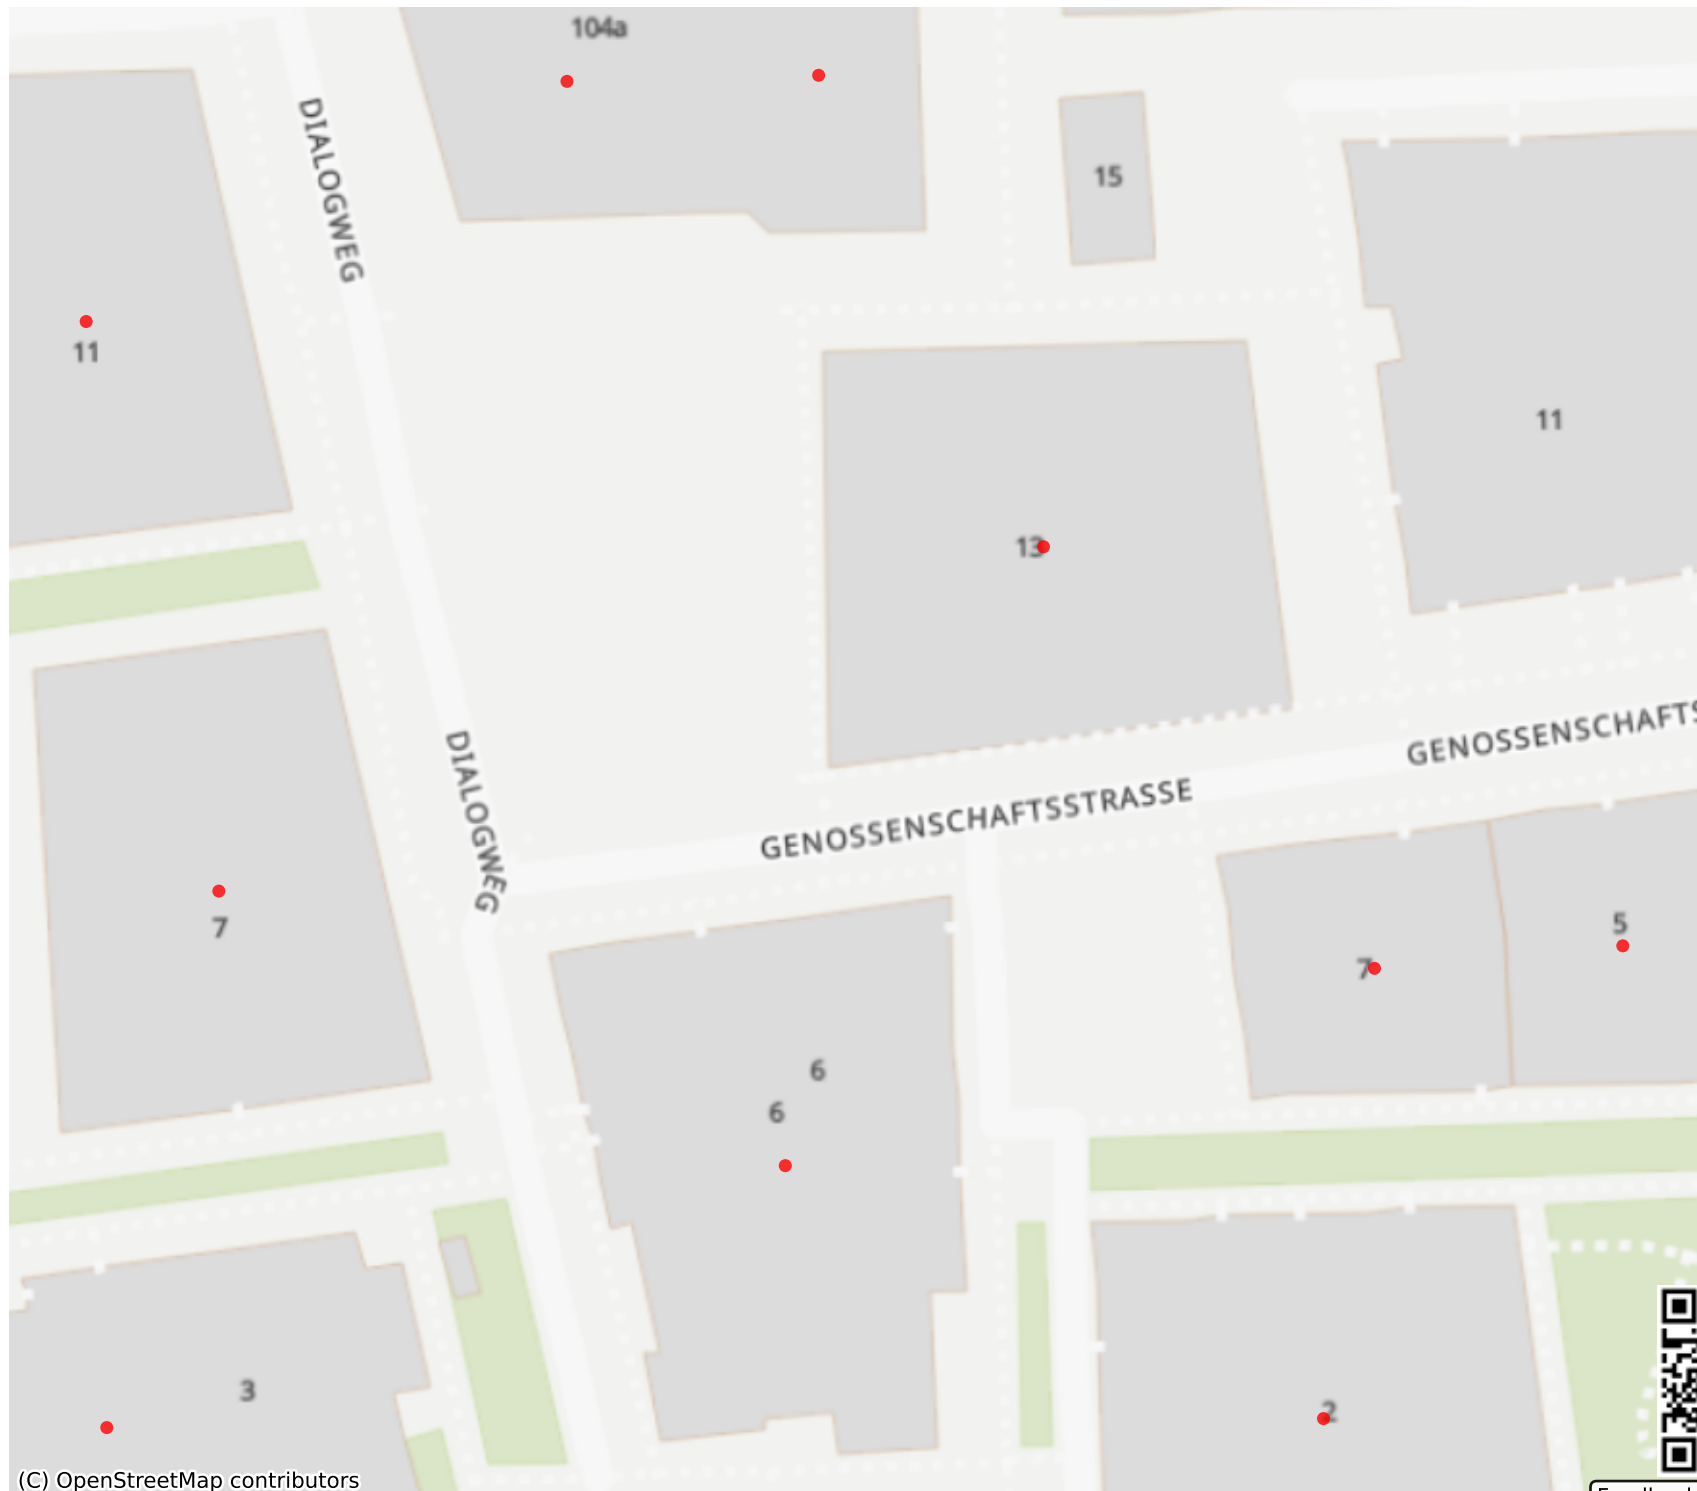 104a
DIALOGWEG
15
11
11
13
GENOSSENSCHAFTS
DIALOGWEG
GENOSSENSCHAFTSSTRASSE
7
5
7
6
6
3
2
(C) OpenStreetMap contributors